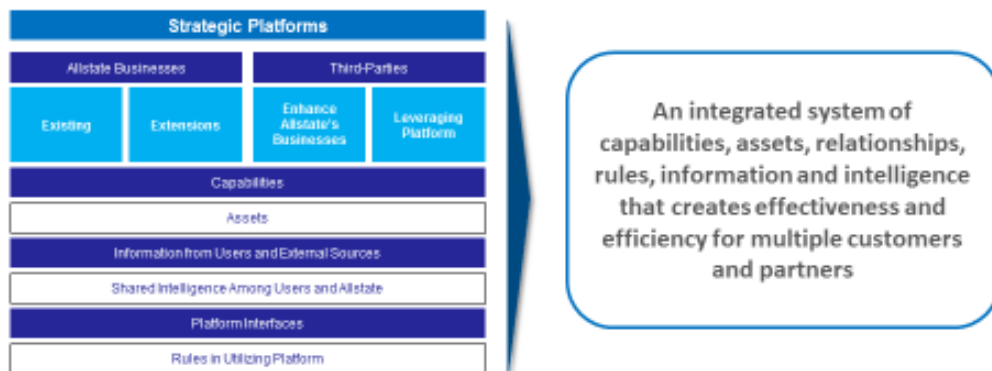 Strategic Platforms
Allstate Businesses
Third-Parties
Existing
Extensions
Enhance
Allstate's
Businesses
Leveraging
Platform
Capabilities
Assets
Information from Users and External Sources
Shared Intelligence Among Users and Allstate
Platform Interfaces
Rules in Utilizing Platform
An integrated system of
capabilities, assets, relationships,
rules, information and intelligence
that creates effectiveness and
efficiency for multiple customers
and partners